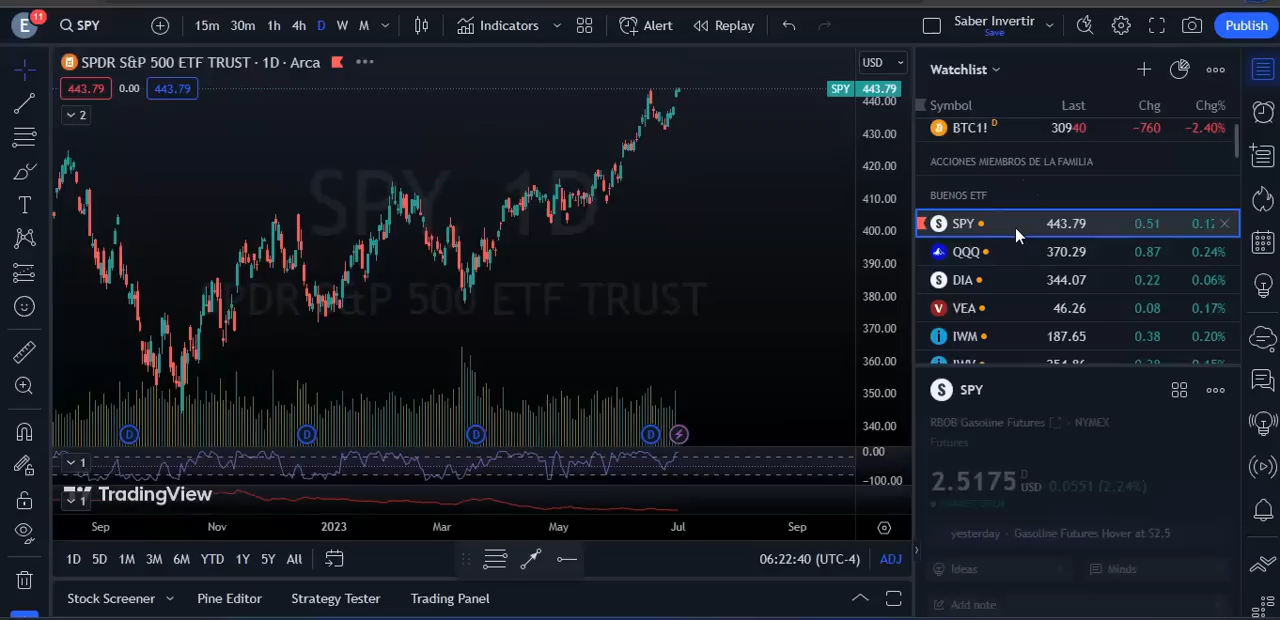 E 11 SPY 15m 30m 1h 4h D W M Indicators Alert Replay Saber Invertir Save Publish
SPDR S&P 500 ETF TRUST · 1D · Arca
USD
443.79 0.00 443.79
2
SPY 443.79
440.00
430.00
420.00
410.00
400.00
390.00
380.00
370.00
360.00
350.00
340.00
SPY 1D
SPDR S&P 500 ETF TRUST
D D D D
1
0.00
−100.00
1
TradingView
Sep Nov 2023 Mar May Jul Sep
1D 5D 1M 3M 6M YTD 1Y 5Y All 06:22:40 (UTC-4) ADJ
Stock Screener Pine Editor Strategy Tester Trading Panel
Watchlist
Symbol Last Chg Chg%
BTC1! D 30940 −760 −2.40%
ACCIONES MIEMBROS DE LA FAMILIA
BUENOS ETF
SPY 443.79 0.51
QQQ 370.29 0.87 0.24%
DIA 344.07 0.22 0.06%
VEA 46.26 0.08 0.17%
IWM 187.65 0.38 0.20%
SPY
RBOB Gasoline Futures · NYMEX
Futures
2.5175 D USD 0.0551 (2.24%)
yesterday · Gasoline Futures Hover at $2.5
Ideas Minds
Add note